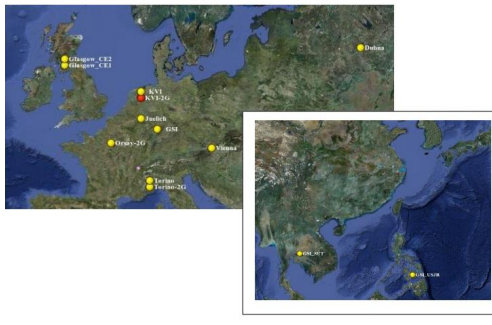 Dubna
Glasgow_CE2
Glasgow_CE1
KVI
KVI-2G
Juelich
GSI
Orsay-2G
Vienna
Torino
Torino-2G
GSI_SUT
GSI_USJR